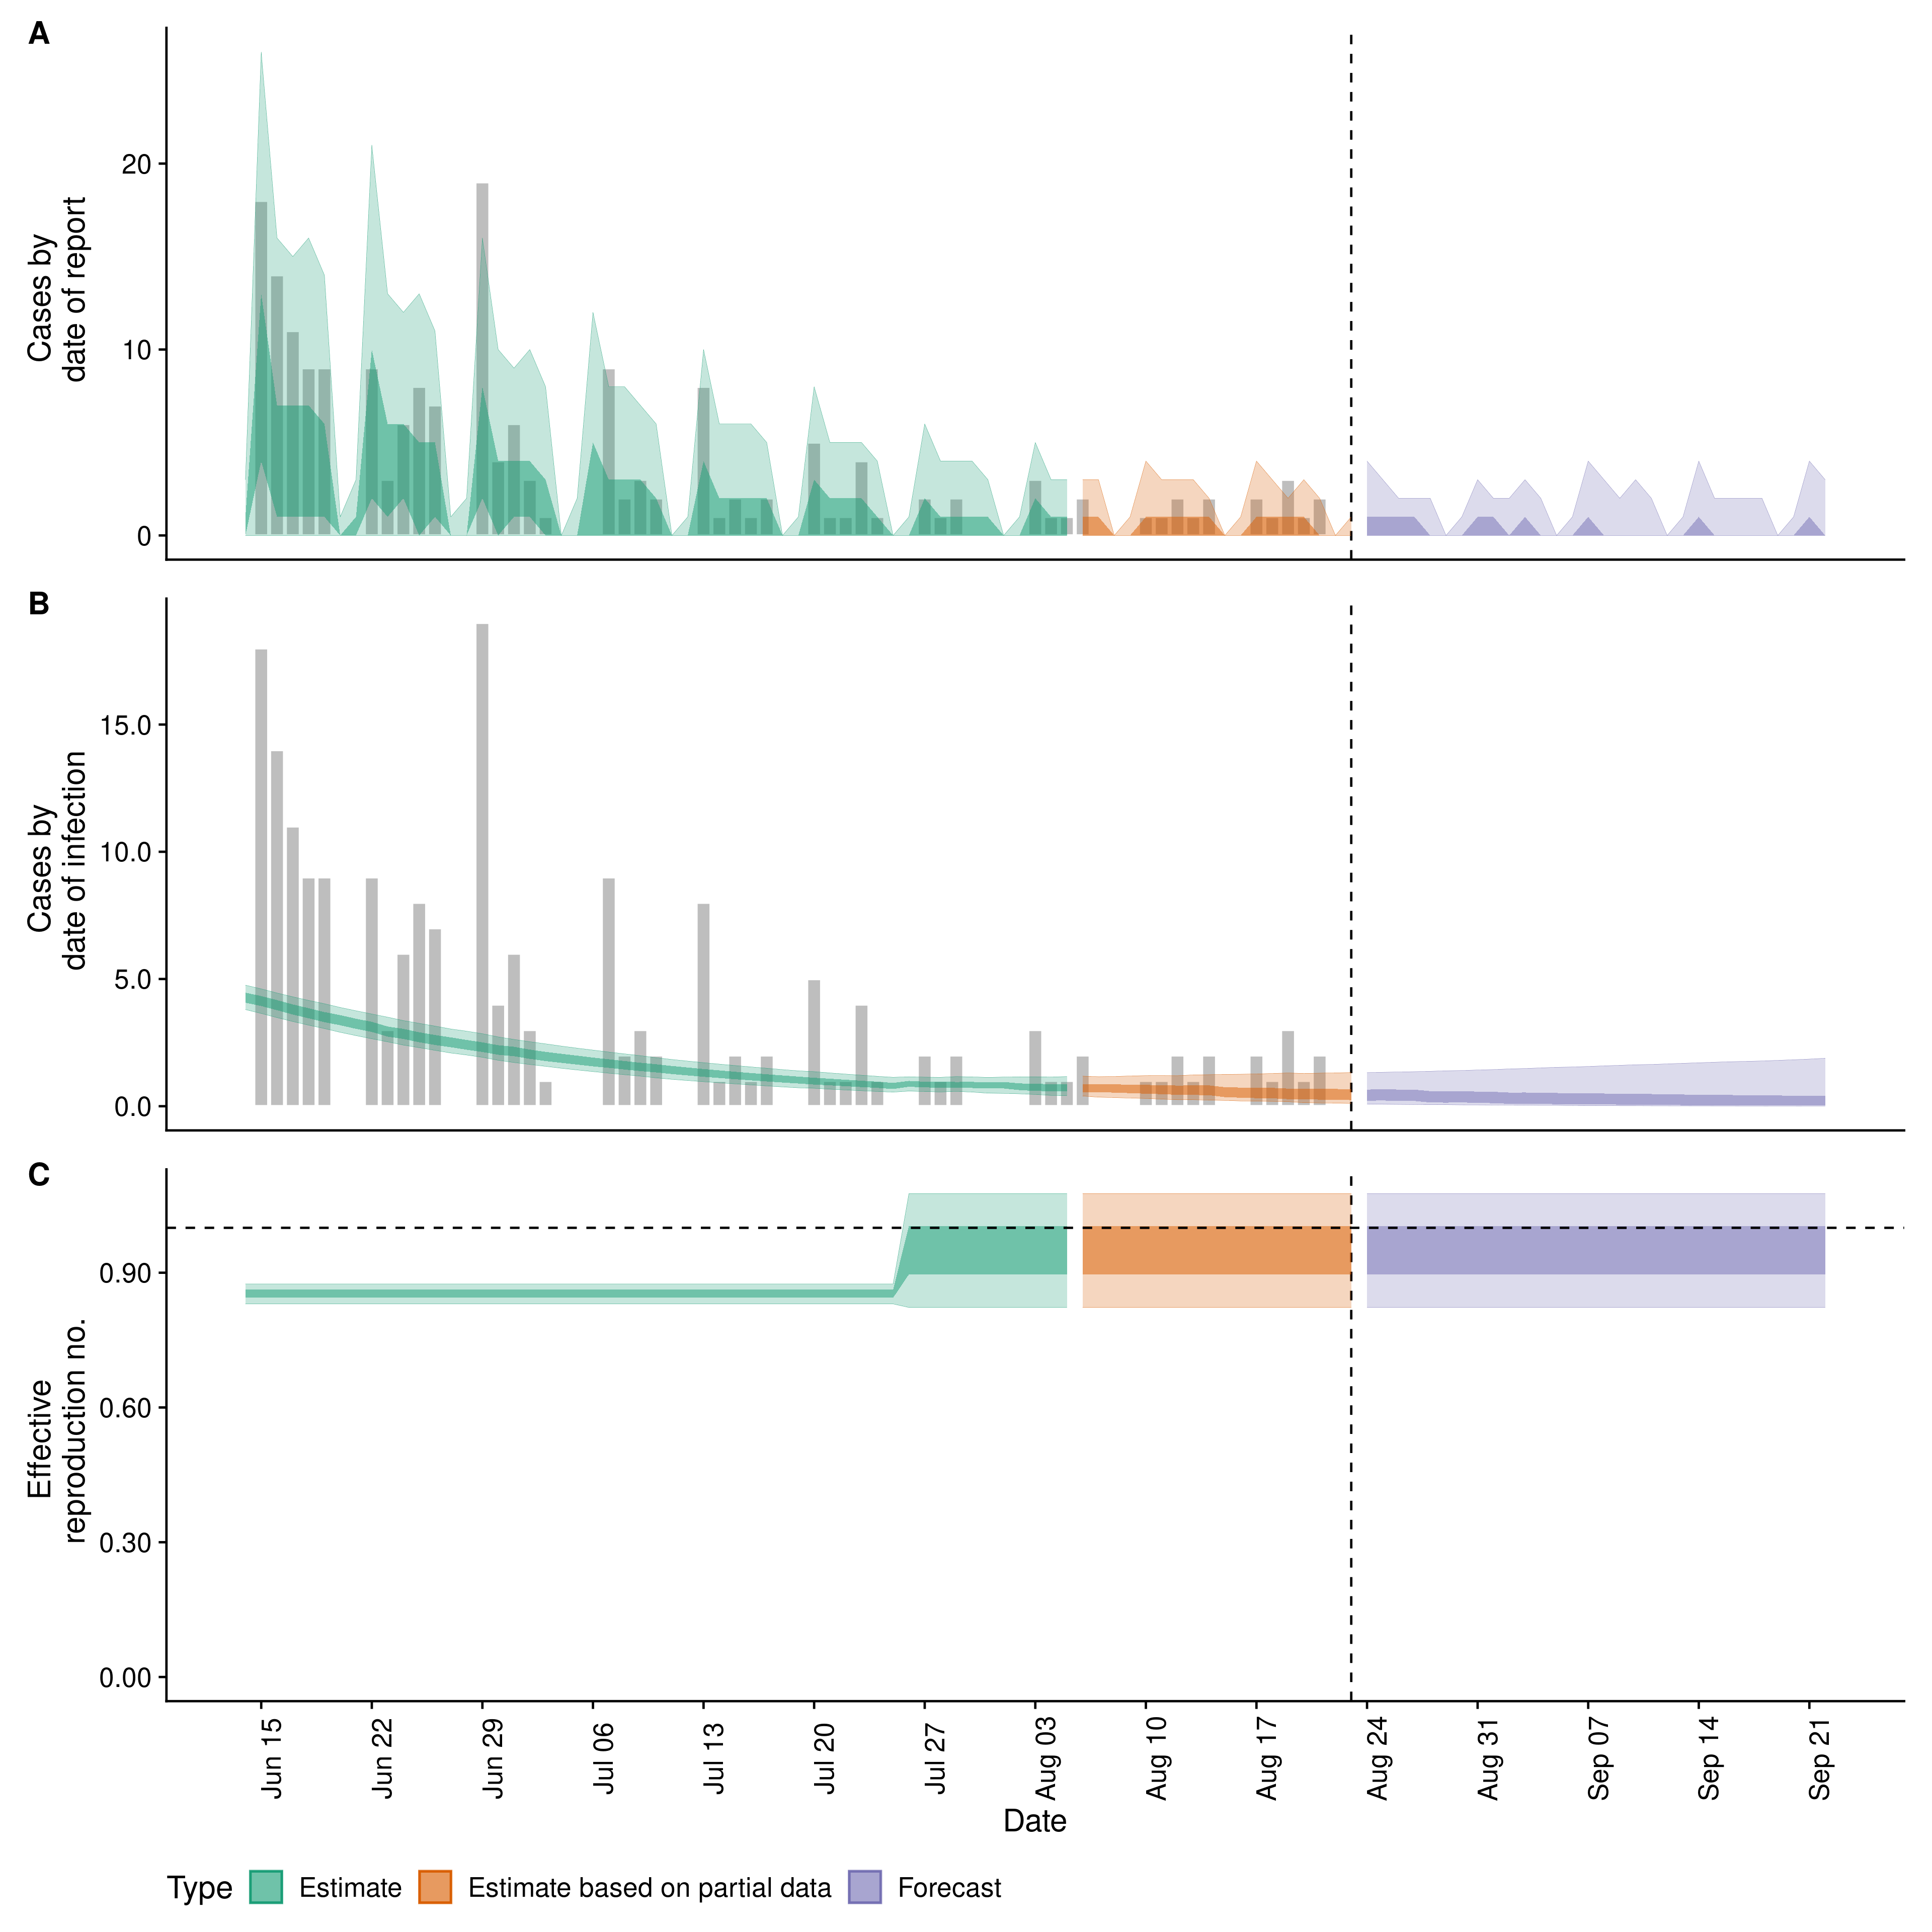 A
Cases by
date of report
20
10
0
B
Cases by
date of infection
15.0
10.0
5.0
0.0
C
Effective
reproduction no.
0.90
0.60
0.30
0.00
Jun 15
Jun 22
Jun 29
Jul 06
Jul 13
Jul 20
Jul 27
Aug 03
Aug 10
Aug 17
Aug 24
Aug 31
Sep 07
Sep 14
Sep 21
Date
Type Estimate Estimate based on partial data Forecast